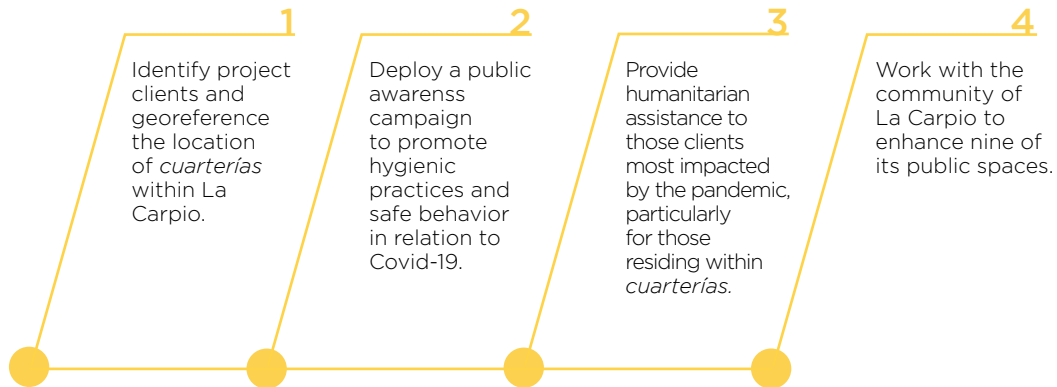 1
Identify project
clients and
georeference
the location
of cuarterías
within La
Carpio.
2
Deploy a public
awarenss
campaign
to promote
hygienic
practices and
safe behavior
in relation to
Covid-19.
3
Provide
humanitarian
assistance to
those clients
most impacted
by the pandemic,
particularly
for those
residing within
cuarterías.
4
Work with the
community of
La Carpio to
enhance nine of
its public spaces.